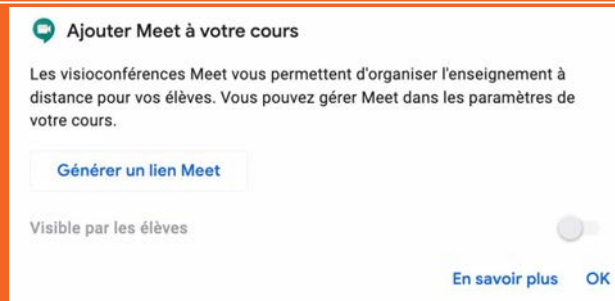 Ajouter Meet à votre cours
Les visioconférences Meet vous permettent d'organiser l'enseignement à
distance pour vos élèves. Vous pouvez gérer Meet dans les paramètres de
votre cours.
Générer un lien Meet
Visible par les élèves
En savoir plus OK